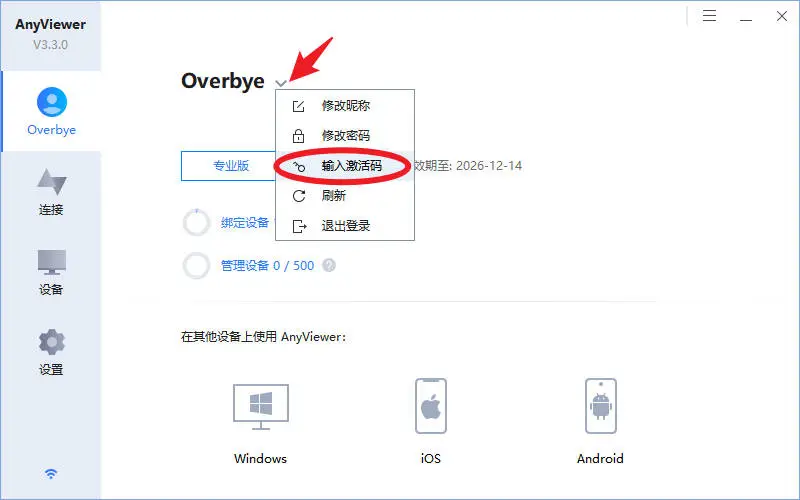 AnyViewer
V3.3.0
Overbye
连接
设备
设置
Overbye
修改昵称
修改密码
输入激活码
刷新
退出登录
专业版
效期至: 2026-12-14
绑定设备
管理设备 0 / 500 ?
在其他设备上使用 AnyViewer:
Windows
iOS
Android